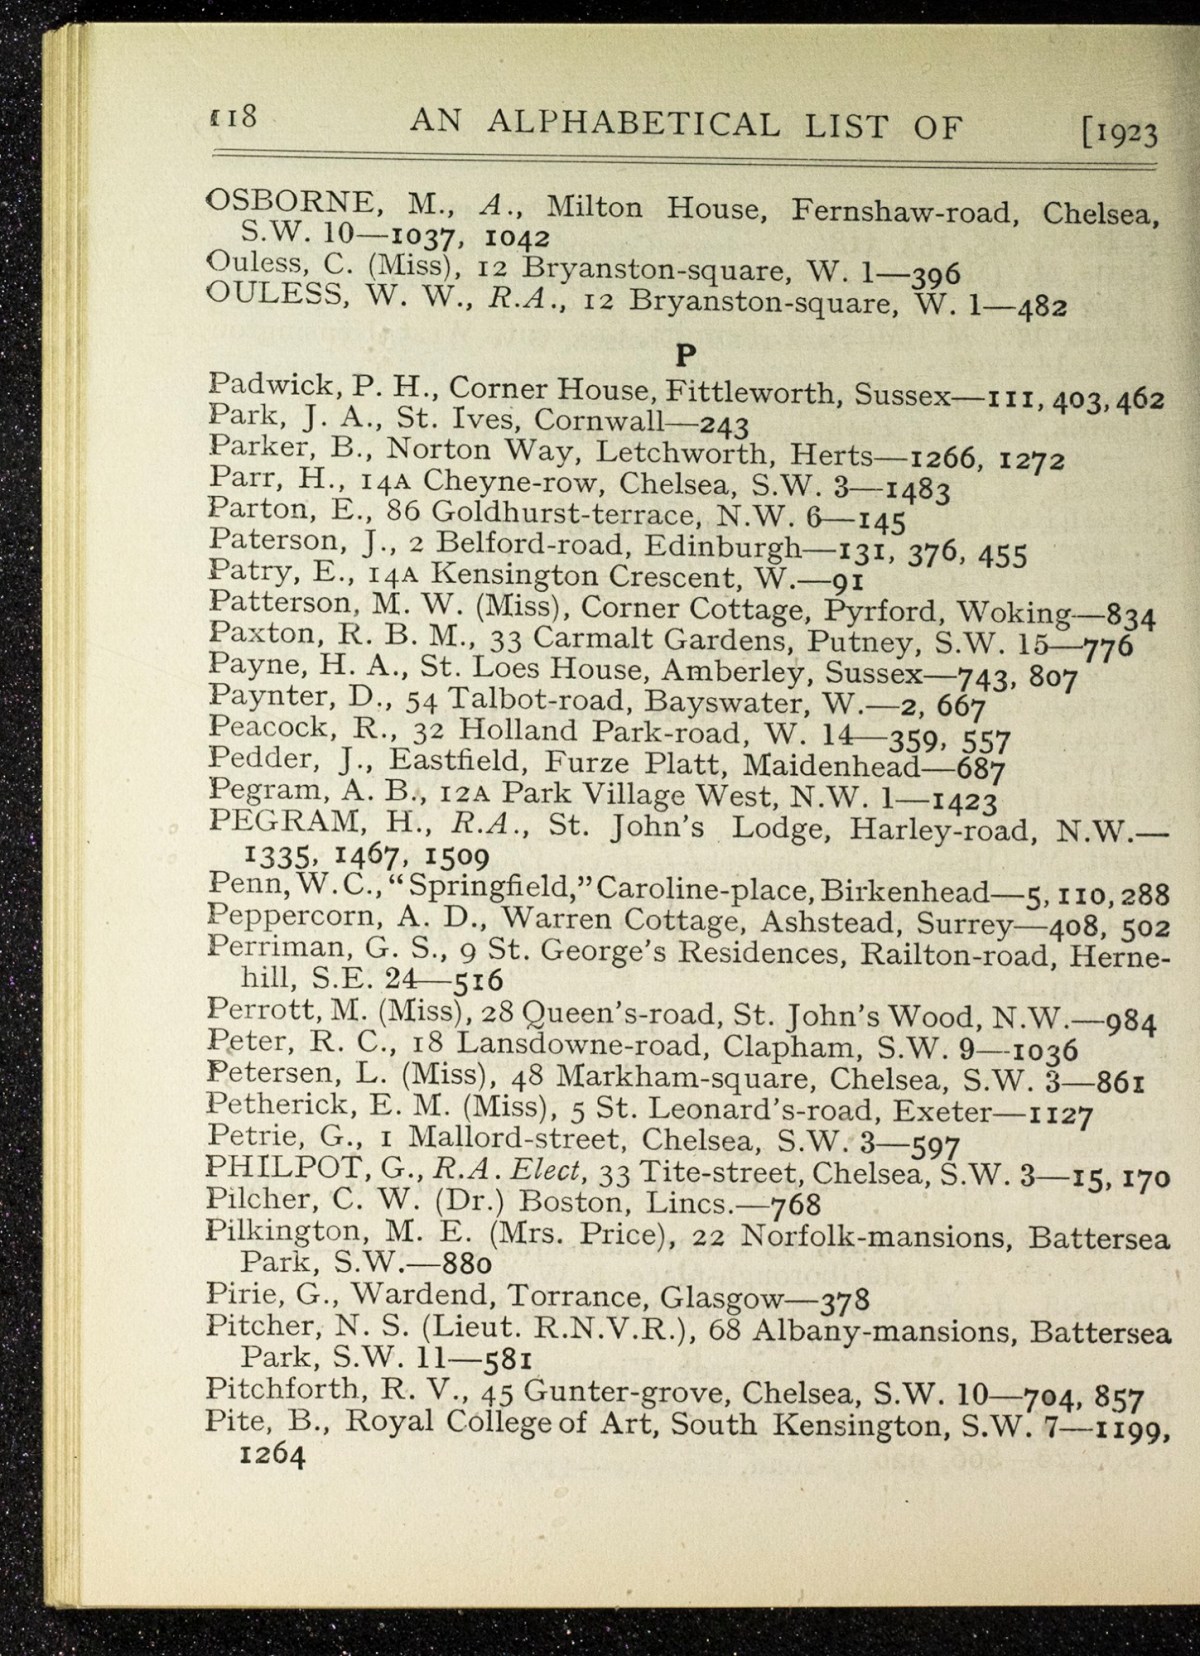 118 AN ALPHABETICAL LIST OF [1923
OSBORNE, M., A., Milton House, Fernshaw-road, Chelsea,
S.W. 10—1037, 1042
Ouless, C. (Miss), 12 Bryanston-square, W. 1—396
OULESS, W. W., R.A., 12 Bryanston-square, W. 1—482
P
Padwick, P. H., Corner House, Fittleworth, Sussex—111, 403, 462
Park, J. A., St. Ives, Cornwall—243
Parker, B., Norton Way, Letchworth, Herts—1266, 1272
Parr, H., 14A Cheyne-row, Chelsea, S.W. 3—1483
Parton, E., 86 Goldhurst-terrace, N.W. 6—145
Paterson, J., 2 Belford-road, Edinburgh—131, 376, 455
Patry, E., 14A Kensington Crescent, W.—91
Patterson, M. W. (Miss), Corner Cottage, Pyrford, Woking—834
Paxton, R. B. M., 33 Carmalt Gardens, Putney, S.W. 15—776
Payne, H. A., St. Loes House, Amberley, Sussex—743, 807
Paynter, D., 54 Talbot-road, Bayswater, W.—2, 667
Peacock, R., 32 Holland Park-road, W. 14—359, 557
Pedder, J., Eastfield, Furze Platt, Maidenhead—687
Pegram, A. B., 12A Park Village West, N.W. 1—1423
PEGRAM, H., R.A., St. John's Lodge, Harley-road, N.W.—
1335, 1467, 1509
Penn, W. C., “Springfield,” Caroline-place, Birkenhead—5, 110, 288
Peppercorn, A. D., Warren Cottage, Ashstead, Surrey—408, 502
Perriman, G. S., 9 St. George's Residences, Railton-road, Herne-
hill, S.E. 24—516
Perrott, M. (Miss), 28 Queen's-road, St. John's Wood, N.W.—984
Peter, R. C., 18 Lansdowne-road, Clapham, S.W. 9—1036
Petersen, L. (Miss), 48 Markham-square, Chelsea, S.W. 3—861
Petherick, E. M. (Miss), 5 St. Leonard's-road, Exeter—1127
Petrie, G., 1 Mallord-street, Chelsea, S.W. 3—597
PHILPOT, G., R.A. Elect, 33 Tite-street, Chelsea, S.W. 3—15, 170
Pilcher, C. W. (Dr.) Boston, Lincs.—768
Pilkington, M. E. (Mrs. Price), 22 Norfolk-mansions, Battersea
Park, S.W.—880
Pirie, G., Wardend, Torrance, Glasgow—378
Pitcher, N. S. (Lieut. R.N.V.R.), 68 Albany-mansions, Battersea
Park, S.W. 11—581
Pitchforth, R. V., 45 Gunter-grove, Chelsea, S.W. 10—704, 857
Pite, B., Royal College of Art, South Kensington, S.W. 7—1199,
1264